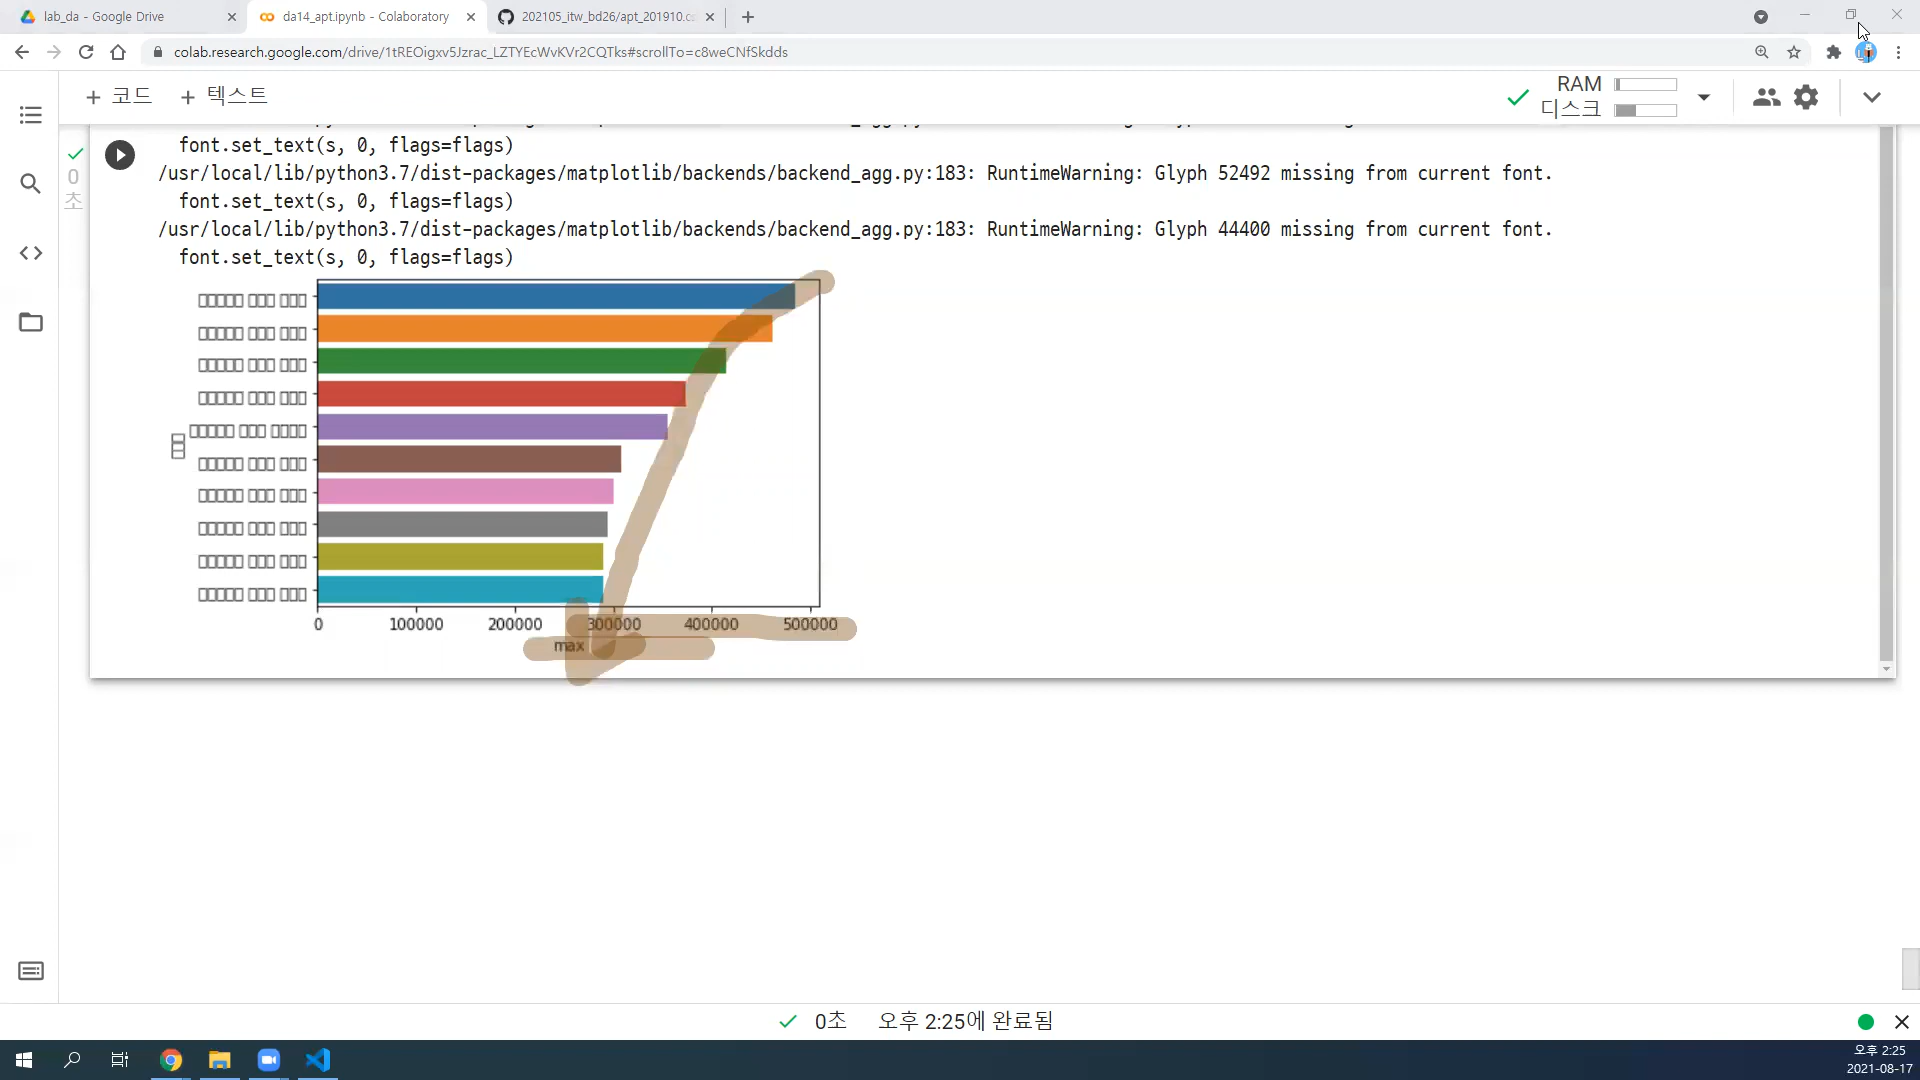 lab_da - Google Drive
da14_apt.ipynb - Colaboratory
202105_itw_bd26/apt_201910.cs
colab.research.google.com/drive/1tREOigxv5Jzrac_LZTYEcWvKVr2CQTks#scrollTo=c8weCNfSkdds
+ 코드 + 텍스트
RAM
디스크
0
초
font.set_text(s, 0, flags=flags)
/usr/local/lib/python3.7/dist-packages/matplotlib/backends/backend_agg.py:183: RuntimeWarning: Glyph 52492 missing from current font.
font.set_text(s, 0, flags=flags)
/usr/local/lib/python3.7/dist-packages/matplotlib/backends/backend_agg.py:183: RuntimeWarning: Glyph 44400 missing from current font.
font.set_text(s, 0, flags=flags)
0 100000 200000 300000 400000 500000
max
0초 오후 2:25에 완료됨
오후 2:25
2021-08-17